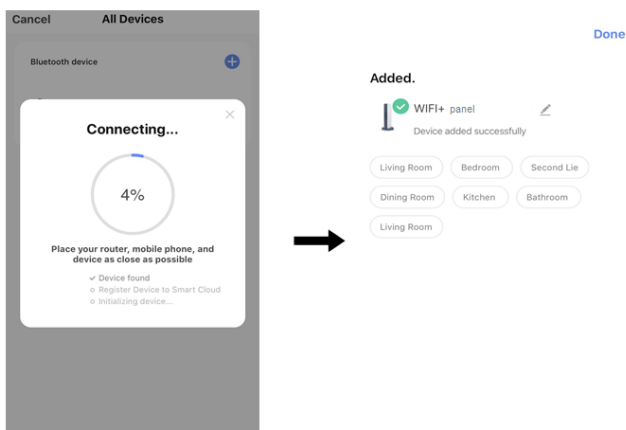 Cancel All Devices
Bluetooth device
Connecting...
4%
Place your router, mobile phone, and
device as close as possible
Device found
Register Device to Smart Cloud
Initializing device...
Done
Added.
WIFI+ panel
Device added successfully
Living Room Bedroom Second Lie
Dining Room Kitchen Bathroom
Living Room